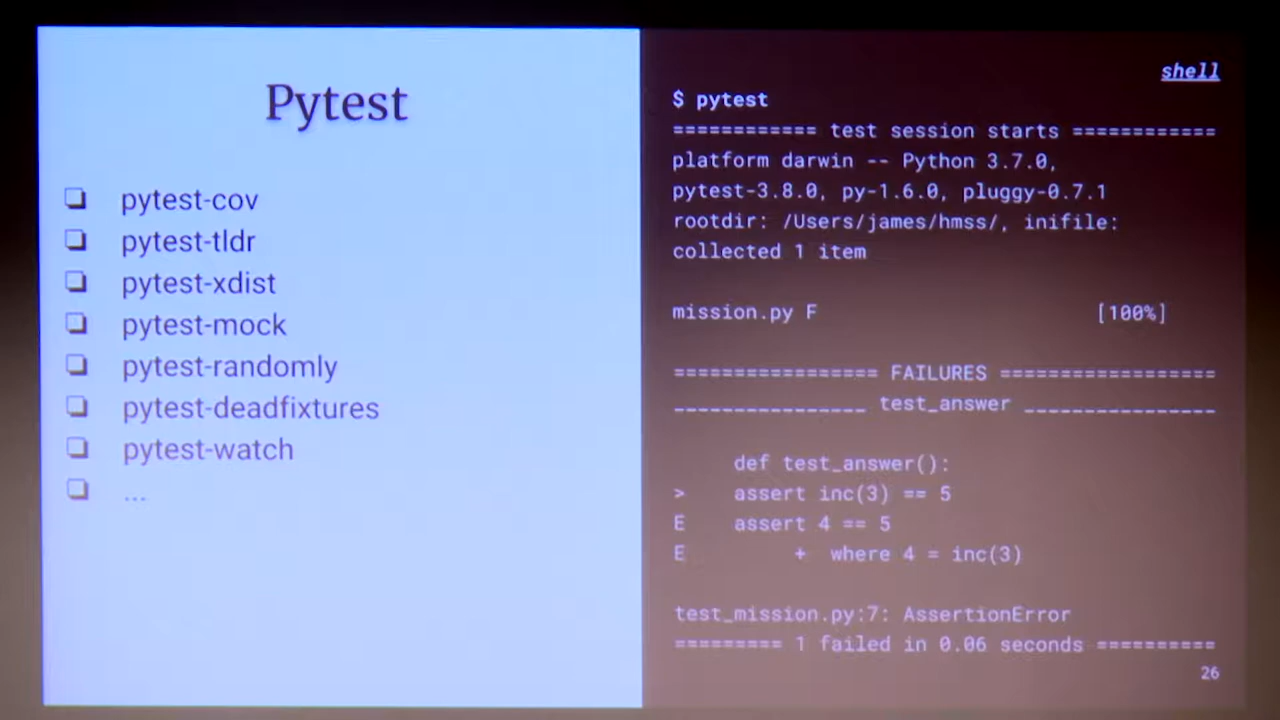 Pytest
❏ pytest-cov
❏ pytest-tldr
❏ pytest-xdist
❏ pytest-mock
❏ pytest-randomly
❏ pytest-deadfixtures
❏ pytest-watch
❏ ...
shell
$ pytest
============ test session starts ============
platform darwin -- Python 3.7.0,
pytest-3.8.0, py-1.6.0, pluggy-0.7.1
rootdir: /Users/james/hmss/, inifile:
collected 1 item
mission.py F [100%]
================= FAILURES ==================
________________ test_answer ________________
def test_answer():
> assert inc(3) == 5
E assert 4 == 5
E + where 4 = inc(3)
test_mission.py:7: AssertionError
========= 1 failed in 0.06 seconds ==========
26